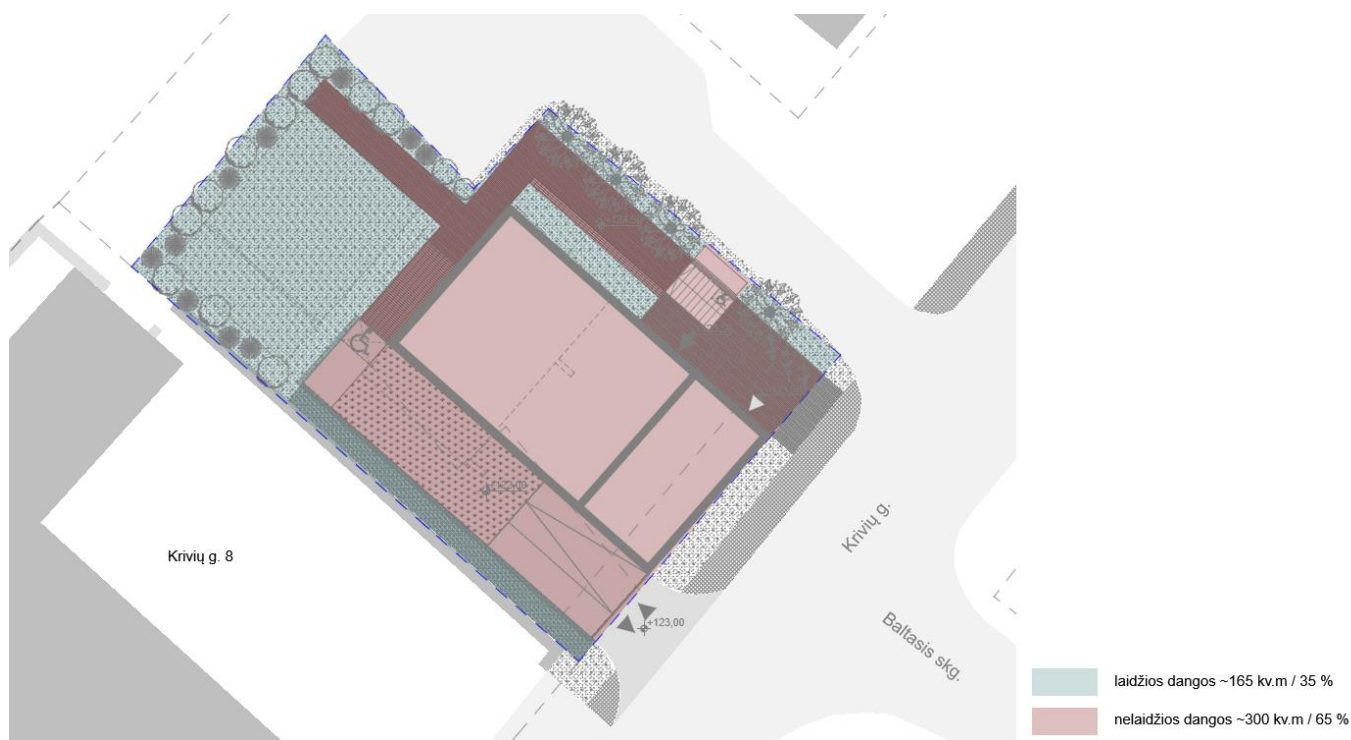 +123,00
Krivių g. 8
Krivių g.
Baltasis skg.
laidžios dangos ~165 kv.m / 35 %
nelaidžios dangos ~300 kv.m / 65 %